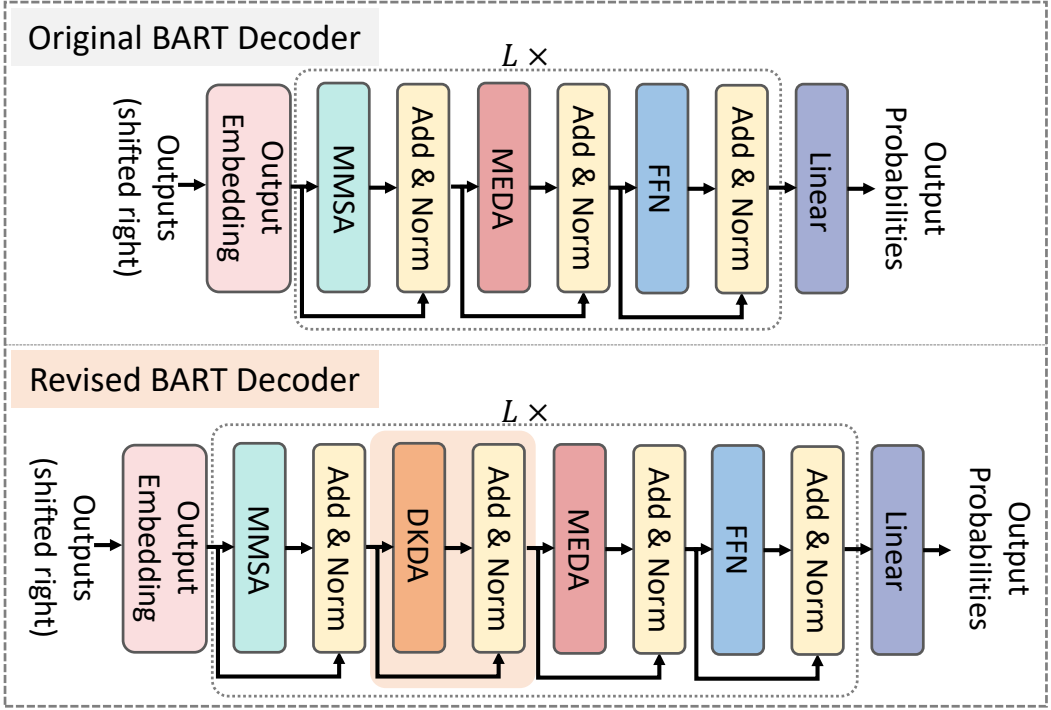 Original BART Decoder
L ×
Outputs
(shifted right)
Output
Embedding
MMSA
Add & Norm
MEDA
Add & Norm
FFN
Add & Norm
Linear
Output
Probabilities
Revised BART Decoder
L ×
Outputs
(shifted right)
Output
Embedding
MMSA
Add & Norm
DKDA
Add & Norm
MEDA
Add & Norm
FFN
Add & Norm
Linear
Output
Probabilities